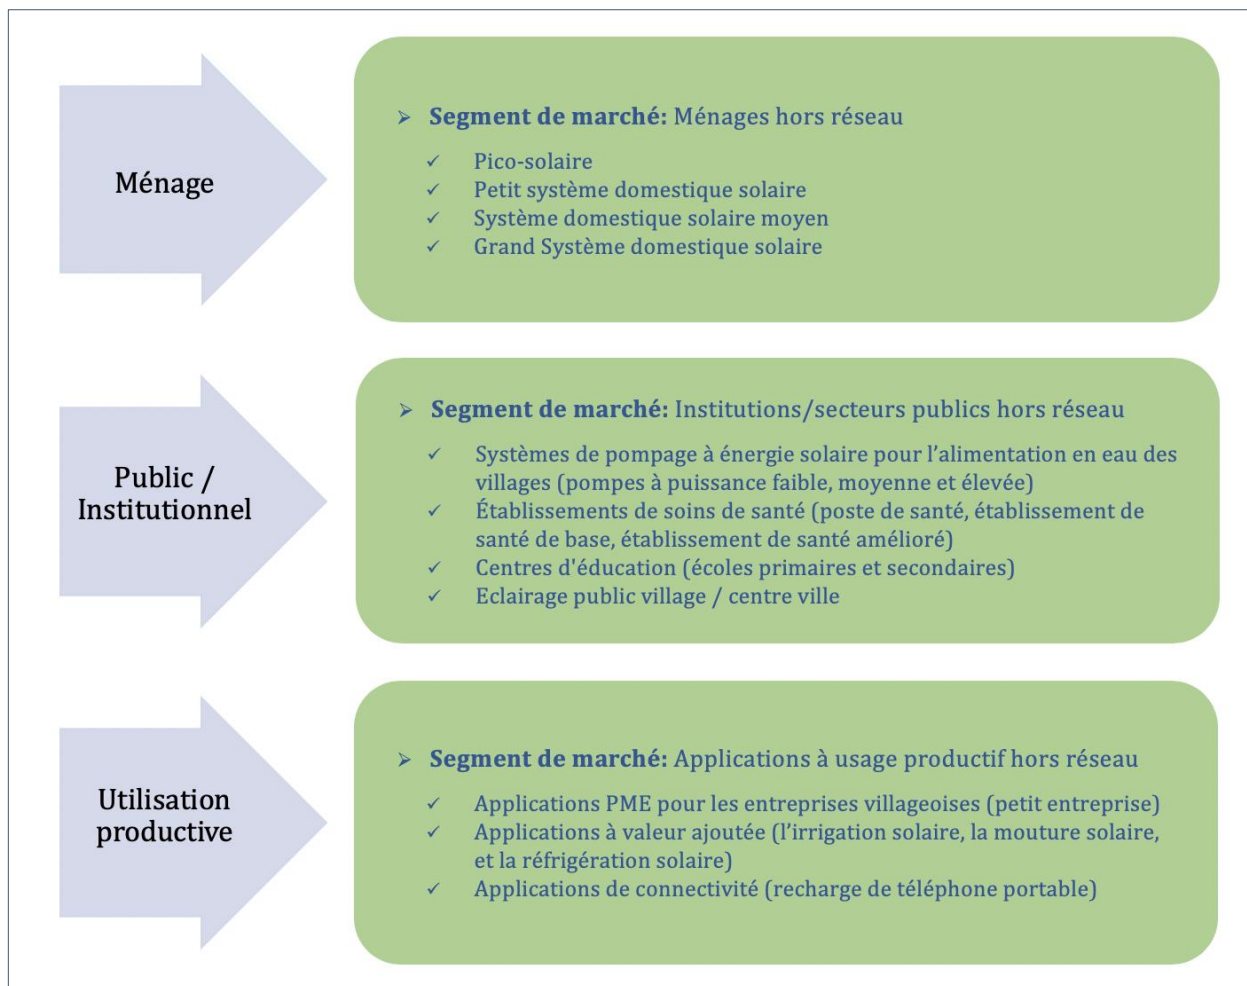 Ménage
➢ Segment de marché: Ménages hors réseau
✓ Pico-solaire
✓ Petit système domestique solaire
✓ Système domestique solaire moyen
✓ Grand Système domestique solaire
Public /
Institutionnel
➢ Segment de marché: Institutions/secteurs publics hors réseau
✓ Systèmes de pompage à énergie solaire pour l’alimentation en eau des
villages (pompes à puissance faible, moyenne et élevée)
✓ Établissements de soins de santé (poste de santé, établissement de
santé de base, établissement de santé amélioré)
✓ Centres d'éducation (écoles primaires et secondaires)
✓ Eclairage public village / centre ville
Utilisation
productive
➢ Segment de marché: Applications à usage productif hors réseau
✓ Applications PME pour les entreprises villageoises (petit entreprise)
✓ Applications à valeur ajoutée (l’irrigation solaire, la mouture solaire,
et la réfrigération solaire)
✓ Applications de connectivité (recharge de téléphone portable)